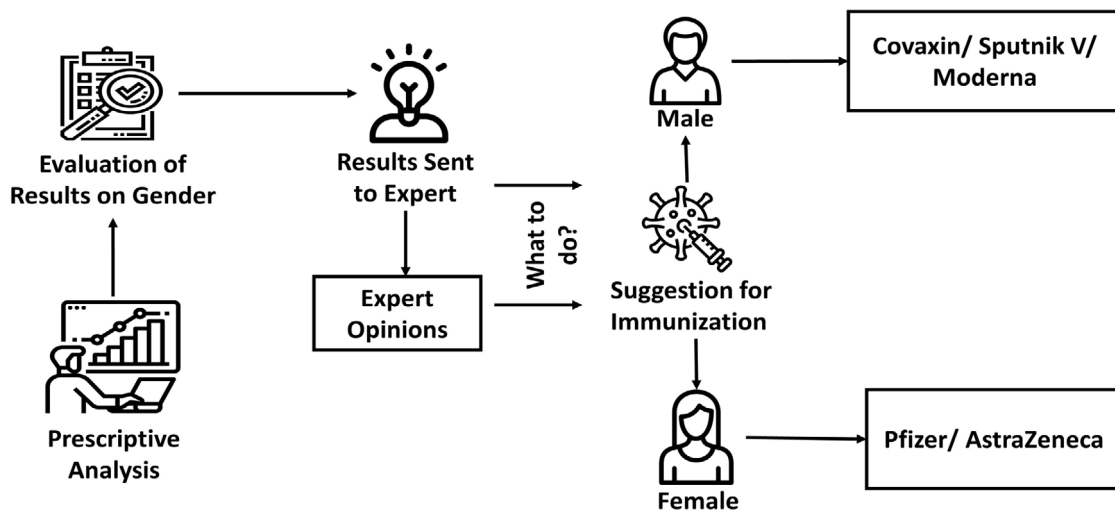 Evaluation of
Results on Gender
Prescriptive
Analysis
Results Sent
to Expert
Expert
Opinions
What to
do?
Suggestion for
Immunization
Male
Covaxin/ Sputnik V/
Moderna
Female
Pfizer/ AstraZeneca